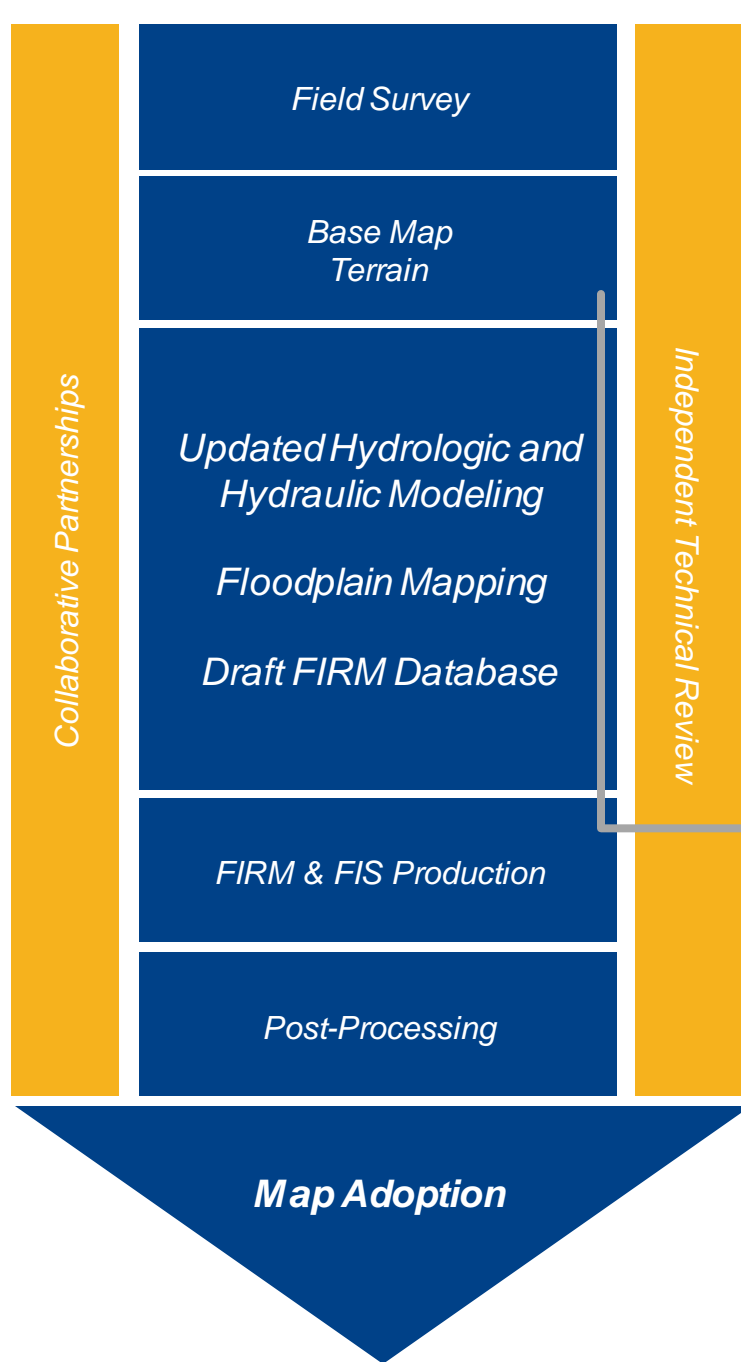 Field Survey
Base Map
Terrain
Collaborative Partnerships
Updated Hydrologic and
Hydraulic Modeling
Floodplain Mapping
Draft FIRM Database
Independent Technical Review
FIRM & FIS Production
Post-Processing
Map Adoption